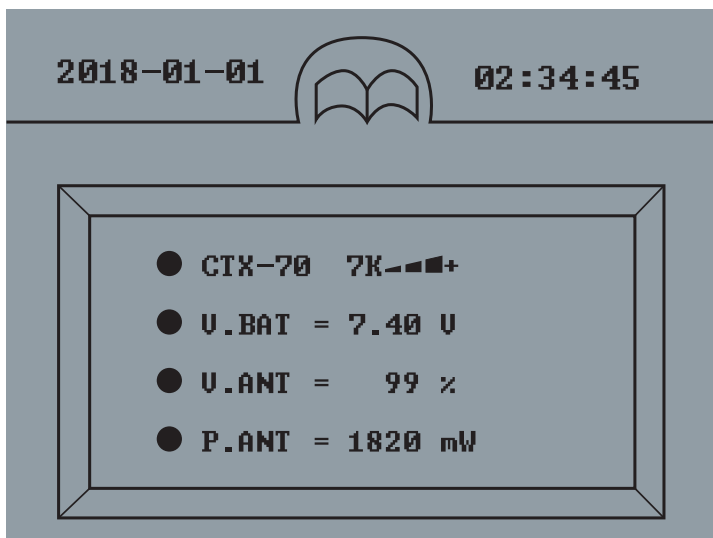 2018-01-01 02:34:45
CTX-70 7K+
V.BAT = 7.40 V
V.ANT = 99 %
P.ANT = 1820 mW